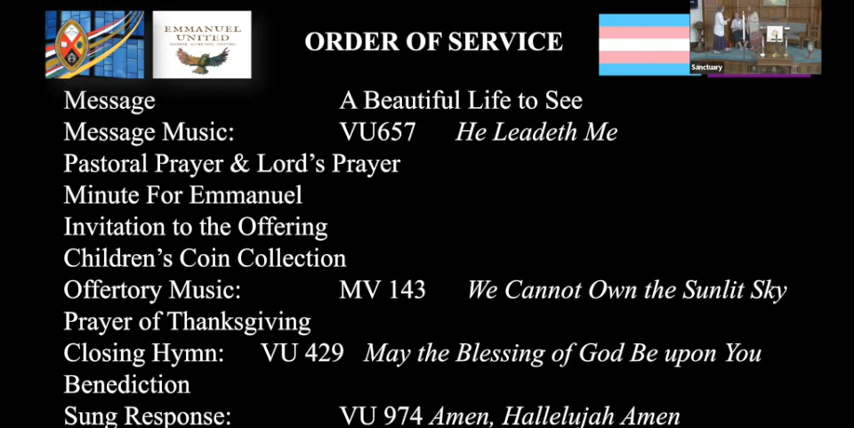 EMMANUEL
UNITED
ORDER OF SERVICE
Sanctuary
Message A Beautiful Life to See
Message Music: VU657 He Leadeth Me
Pastoral Prayer & Lord’s Prayer
Minute For Emmanuel
Invitation to the Offering
Children’s Coin Collection
Offertory Music: MV 143 We Cannot Own the Sunlit Sky
Prayer of Thanksgiving
Closing Hymn: VU 429 May the Blessing of God Be upon You
Benediction
Sung Response: VU 974 Amen, Hallelujah Amen